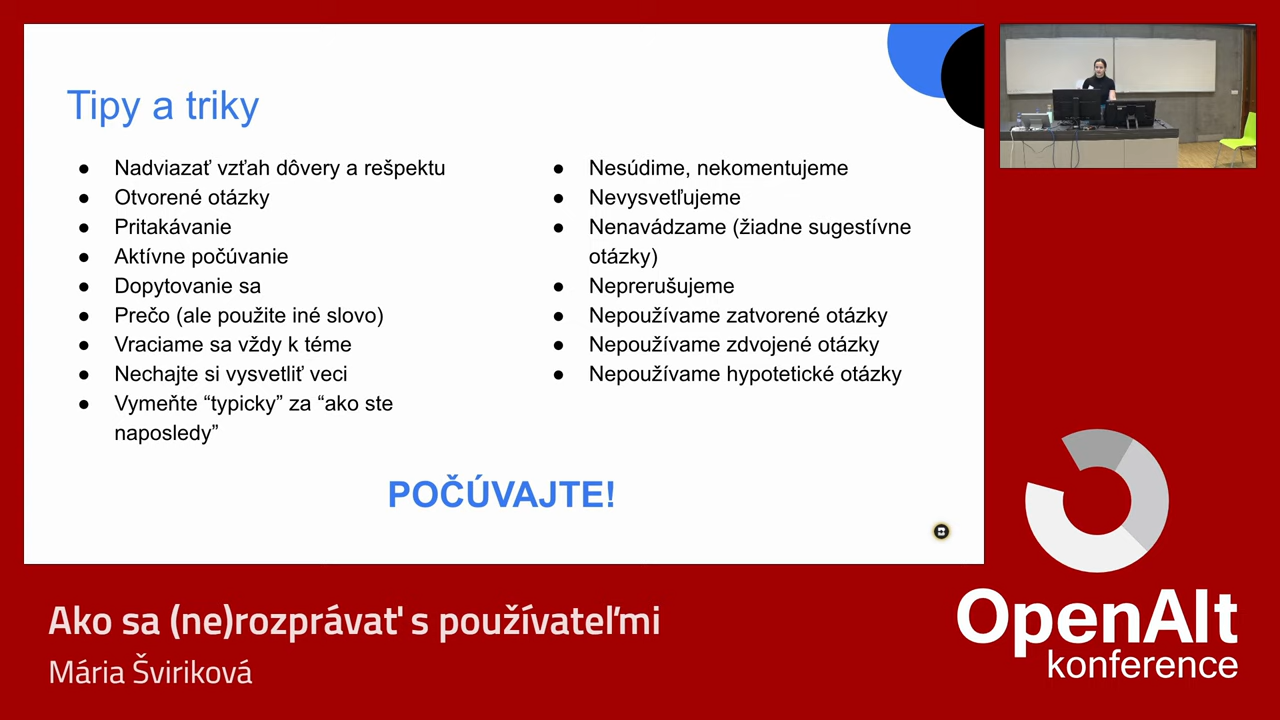 Tipy a triky
● Nadviazať vzťah dôvery a rešpektu
● Otvorené otázky
● Pritakávanie
● Aktívne počúvanie
● Dopytovanie sa
● Prečo (ale použite iné slovo)
● Vraciame sa vždy k téme
● Nechajte si vysvetliť veci
● Vymeňte “typicky” za “ako ste
naposledy”
● Nesúdime, nekomentujeme
● Nevysvetľujeme
● Nenavádzame (žiadne sugestívne
otázky)
● Neprerušujeme
● Nepoužívame zatvorené otázky
● Nepoužívame zdvojené otázky
● Nepoužívame hypotetické otázky
POČÚVAJTE!
Ako sa (ne)rozprávať s používateľmi
Mária Šviriková
OpenAlt
konference